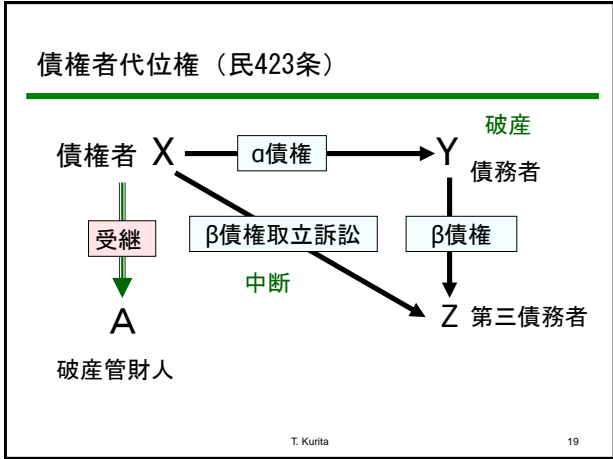 債権者代位権（民423条）
破産
債権者 X
α債権
Y
債務者
受継
β債権取立訴訟
β債権
中断
A
Z 第三債務者
破産管財人
T. Kurita
19